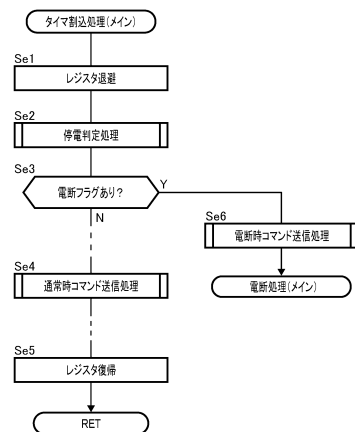 タイマ割込処理(メイン)
Se1
レジスタ退避
Se2
停電判定処理
Se3
電断フラグあり?
Y
N
Se6
電断時コマンド送信処理
電断処理(メイン)
Se4
通常時コマンド送信処理
Se5
レジスタ復帰
RET